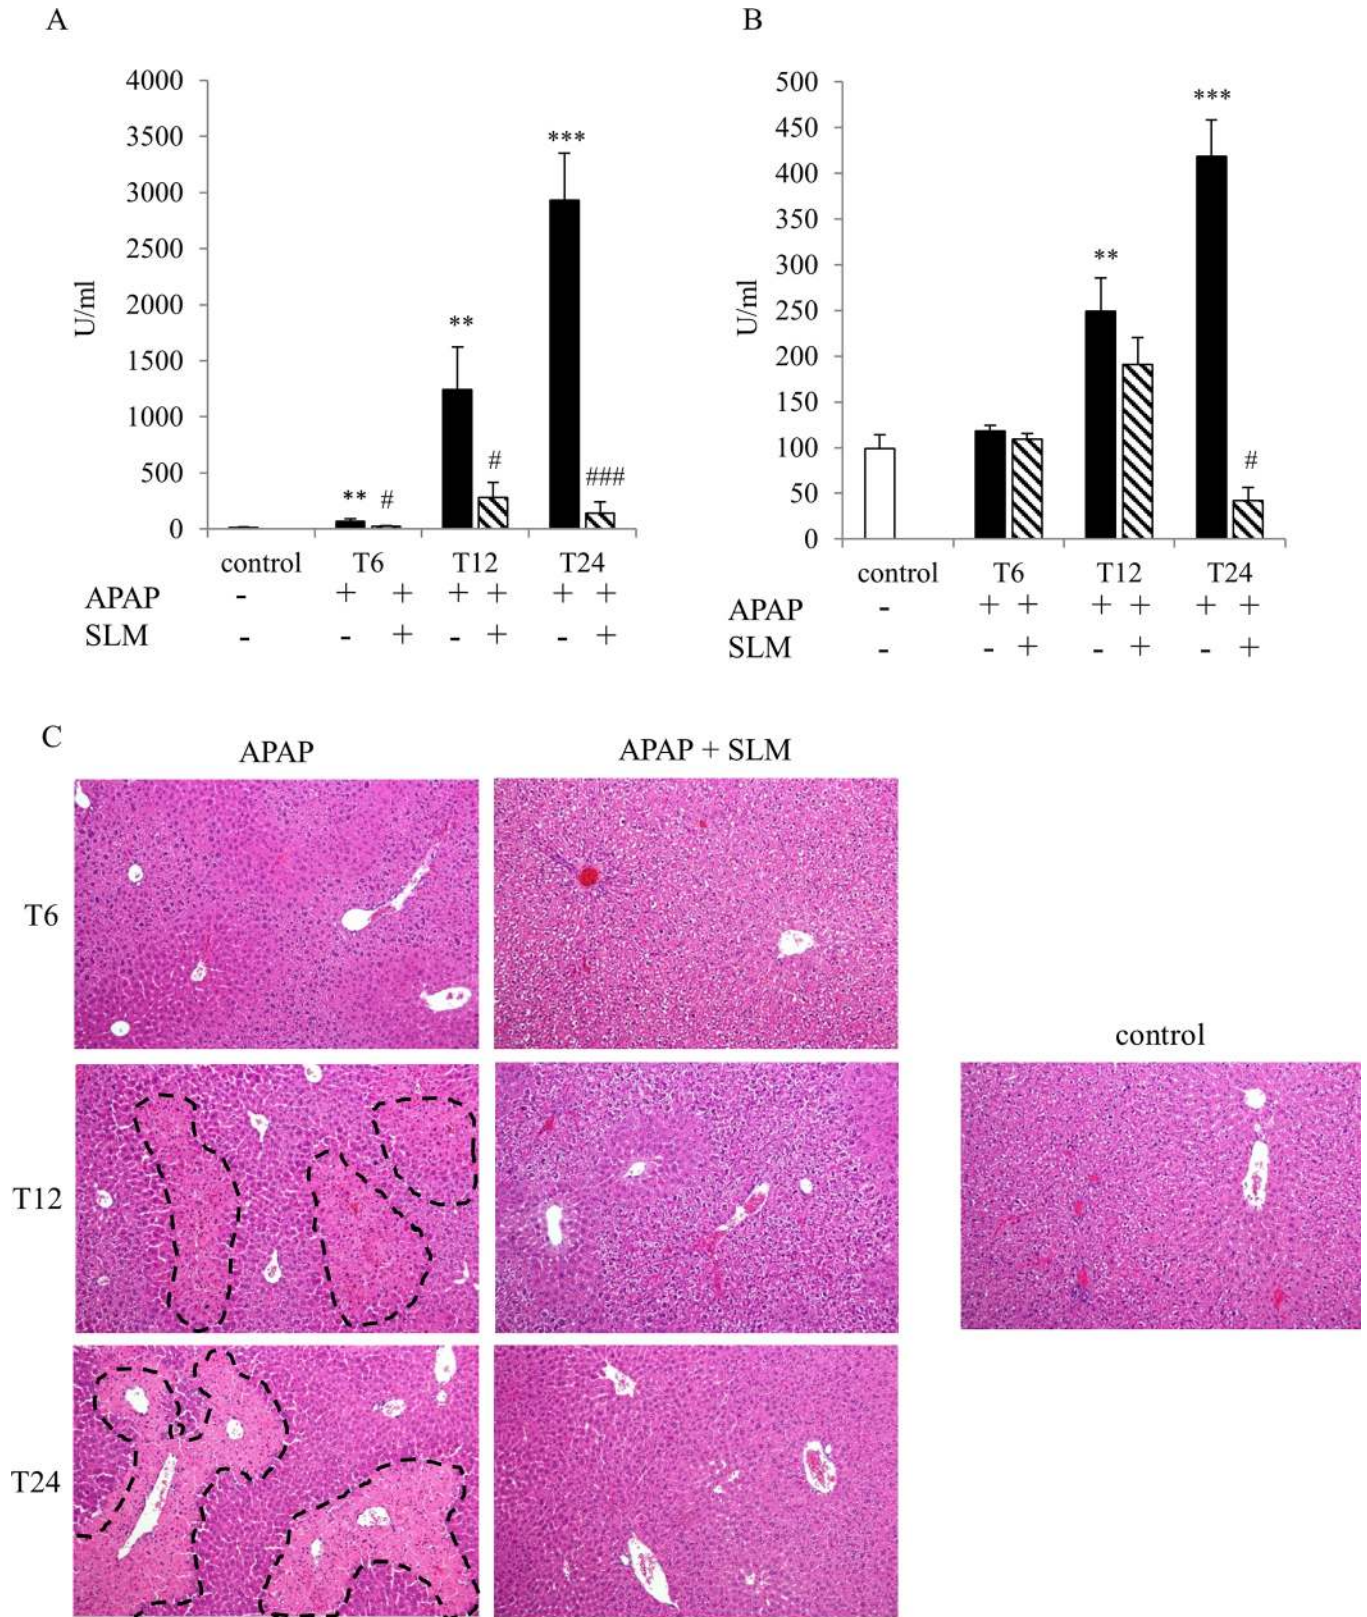 A
4000
3500
3000
2500
2000
1500
1000
500
0
U/ml
**
#
**
#
***
###
control T6 T12 T24
APAP - + + + + + +
SLM - - + - + - +
B
500
450
400
350
300
250
200
150
100
50
0
U/ml
**
***
#
control T6 T12 T24
APAP - + + + + + +
SLM - - + - + - +
C
APAP APAP + SLM
T6
control
T12
T24